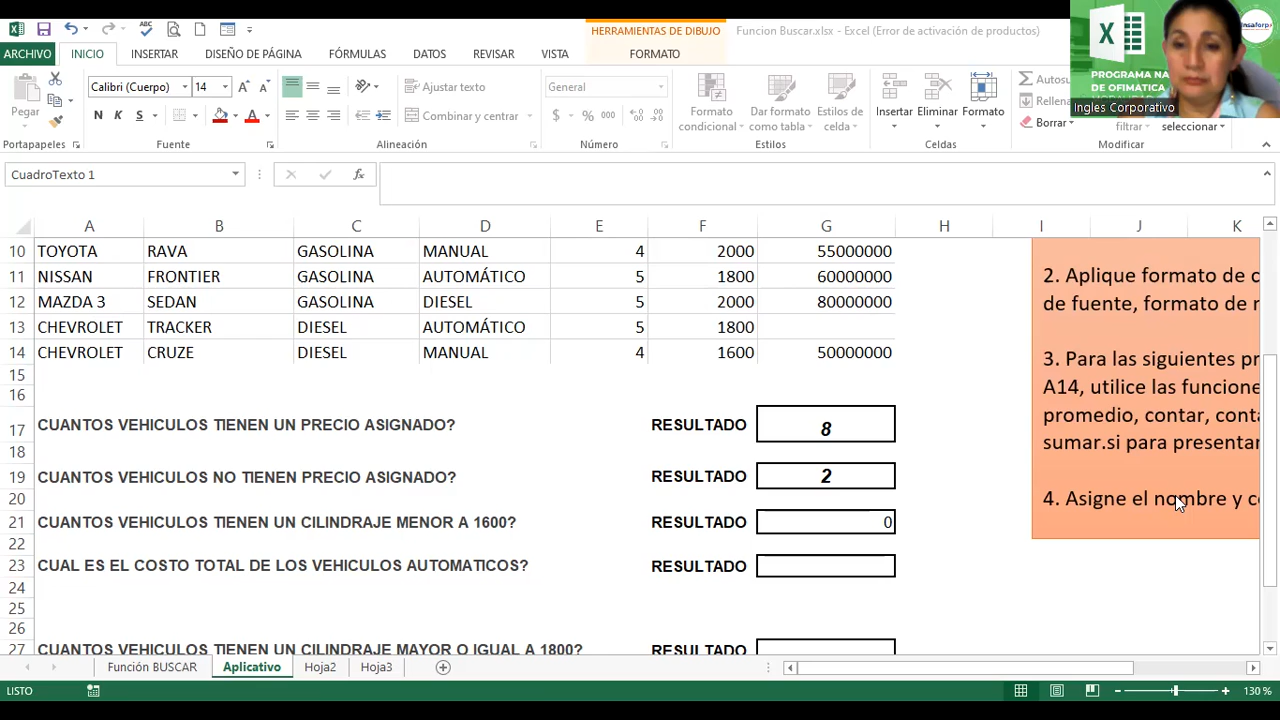 HERRAMIENTAS DE DIBUJO
Funcion Buscar.xlsx - Excel (Error de activación de productos)
ARCHIVO INICIO INSERTAR DISEÑO DE PÁGINA FÓRMULAS DATOS REVISAR VISTA FORMATO
PROGRAMA NA
DE OFIMÁTICA
Ingles Corporativo
Calibri (Cuerpo) 14 Ajustar texto General
Pegar
N K S Combinar y centrar $ % 000
Formato condicional
Dar formato como tabla
Estilos de celda
Insertar Eliminar Formato
Autosu
Rellena
Borrar
filtrar seleccionar
Portapapeles Fuente Alineación Número Estilos Celdas Modificar
CuadroTexto 1 fx
A B C D E F G H I J K
10 TOYOTA RAVA GASOLINA MANUAL 4 2000 55000000
11 NISSAN FRONTIER GASOLINA AUTOMÁTICO 5 1800 60000000
12 MAZDA 3 SEDAN GASOLINA DIESEL 5 2000 80000000
13 CHEVROLET TRACKER DIESEL AUTOMÁTICO 5 1800
14 CHEVROLET CRUZE DIESEL MANUAL 4 1600 50000000
15
16
17 CUANTOS VEHICULOS TIENEN UN PRECIO ASIGNADO? RESULTADO 8
18
19 CUANTOS VEHICULOS NO TIENEN PRECIO ASIGNADO? RESULTADO 2
20
21 CUANTOS VEHICULOS TIENEN UN CILINDRAJE MENOR A 1600? RESULTADO 0
22
23 CUAL ES EL COSTO TOTAL DE LOS VEHICULOS AUTOMATICOS? RESULTADO
24
25
26
27 CUANTOS VEHICULOS TIENEN UN CILINDRAJE MAYOR O IGUAL A 1800? RESULTADO
2. Aplique formato de c
de fuente, formato de n
3. Para las siguientes pr
A14, utilice las funcione
promedio, contar, conta
sumar.si para presentar
4. Asigne el nombre y co
Función BUSCAR Aplicativo Hoja2 Hoja3
LISTO 130 %